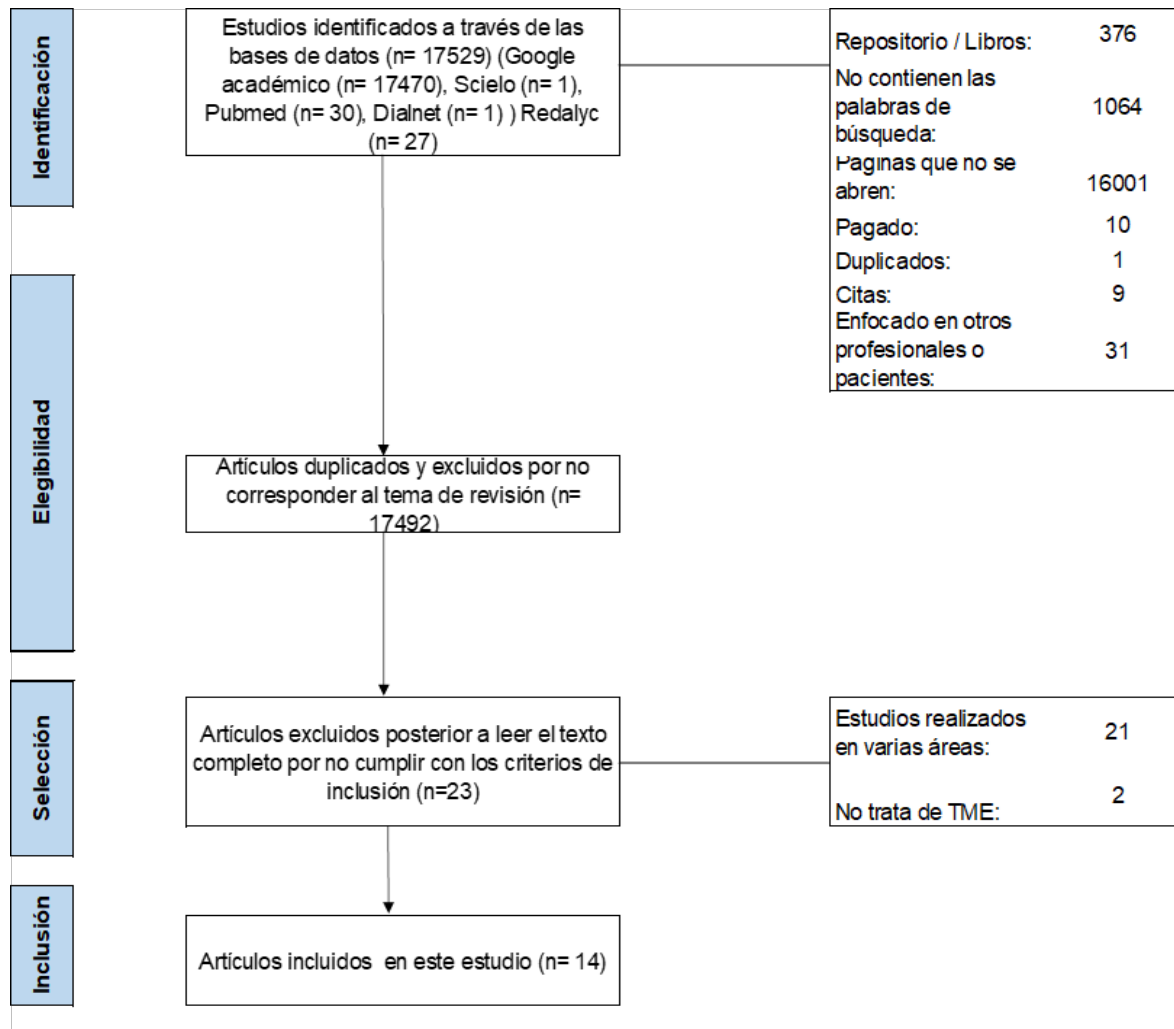 Identificación
Estudios identificados a través de las
bases de datos (n= 17529) (Google
académico (n= 17470), Scielo (n= 1),
Pubmed (n= 30), Dialnet (n= 1) ) Redalyc
(n= 27)
Repositorio / Libros: 376
No contienen las
palabras de 1064
búsqueda:
Páginas que no se
abren: 16001
Pagado: 10
Duplicados: 1
Citas: 9
Enfocado en otros
profesionales o 31
pacientes:
Elegibilidad
Artículos duplicados y excluidos por no
corresponder al tema de revisión (n=
17492)
Selección
Artículos excluidos posterior a leer el texto
completo por no cumplir con los criterios de
inclusión (n=23)
Estudios realizados
en varias áreas: 21
No trata de TME: 2
Inclusión
Artículos incluidos en este estudio (n= 14)